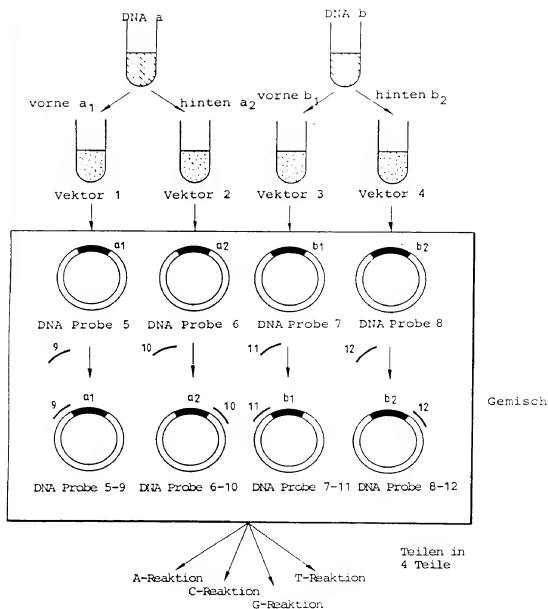 DNA a
DNA b
vorne a1
hinten a2
vorne b1
hinten b2
Vektor 1
Vektor 2
Vektor 3
Vektor 4
a1
a2
b1
b2
DNA Probe 5
DNA Probe 6
DNA Probe 7
DNA Probe 8
9
10
11
12
9
a1
a2
10
11
b1
b2
12
Gemisch
DNA Probe 5-9
DNA Probe 6-10
DNA Probe 7-11
DNA Probe 8-12
Teilen in
4 Teile
A-Reaktion
T-Reaktion
C-Reaktion
G-Reaktion